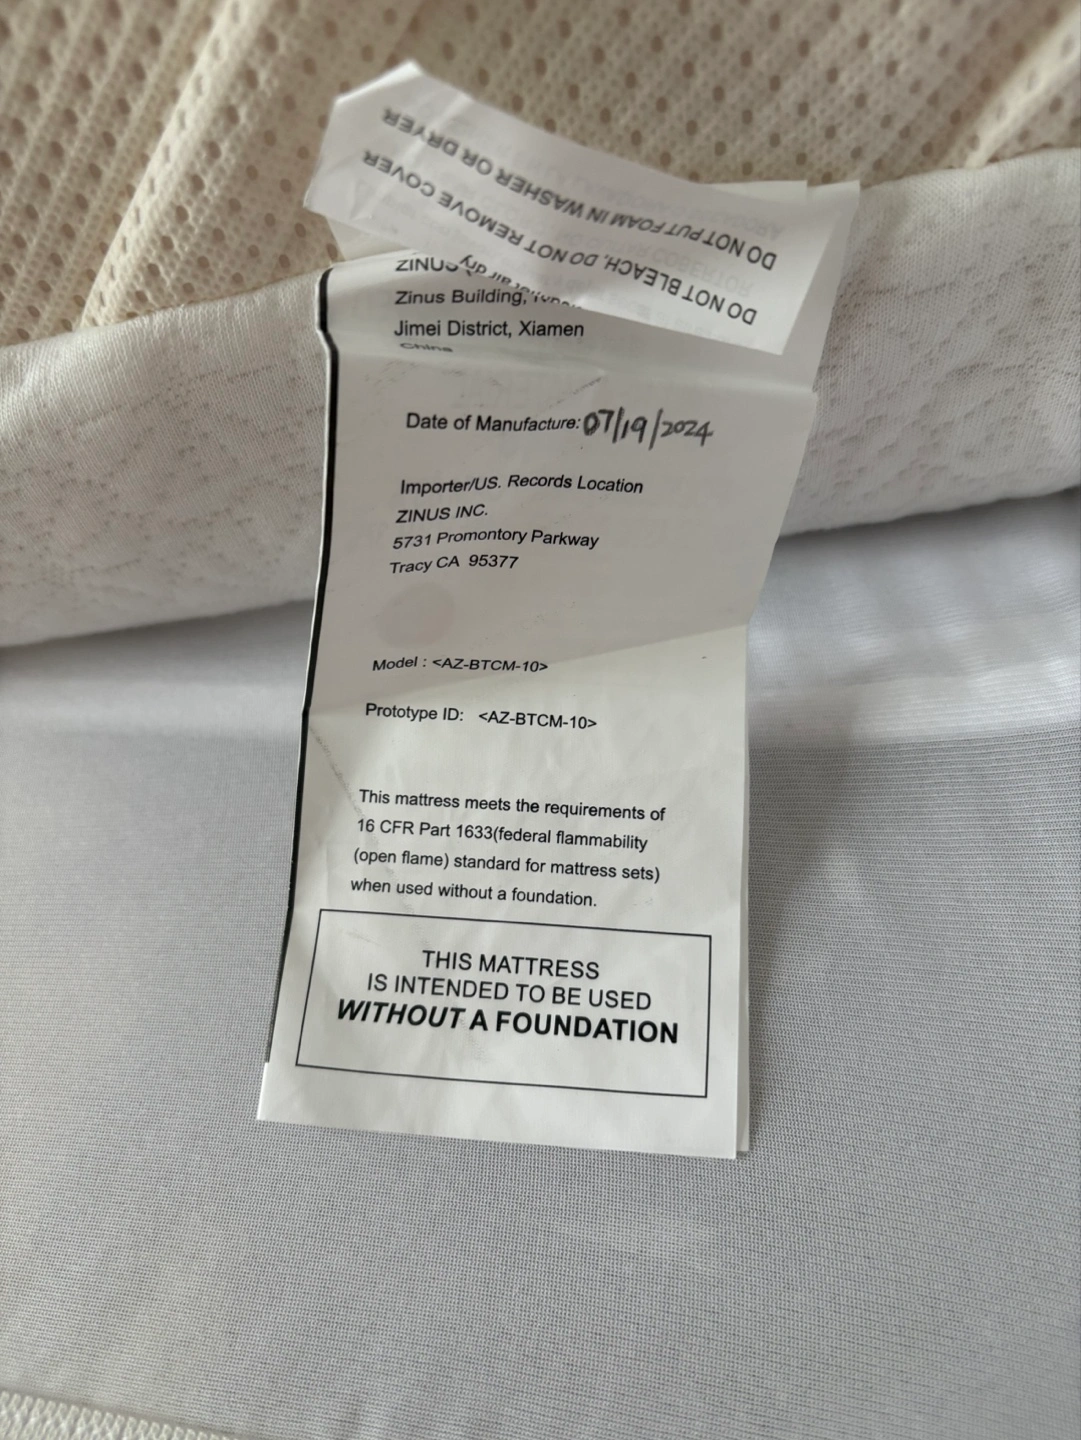 DO NOT PUT FOAM IN WASHER OR DRYER
DO NOT BLEACH, DO NOT REMOVE COVER
Zinus Building,
Jimei District, Xiamen
China
Date of Manufacture: 07/19/2024
Importer/US. Records Location
ZINUS INC.
5731 Promontory Parkway
Tracy CA 95377
Model : <AZ-BTCM-10>
Prototype ID: <AZ-BTCM-10>
This mattress meets the requirements of
16 CFR Part 1633(federal flammability
(open flame) standard for mattress sets)
when used without a foundation.
THIS MATTRESS
IS INTENDED TO BE USED
WITHOUT A FOUNDATION